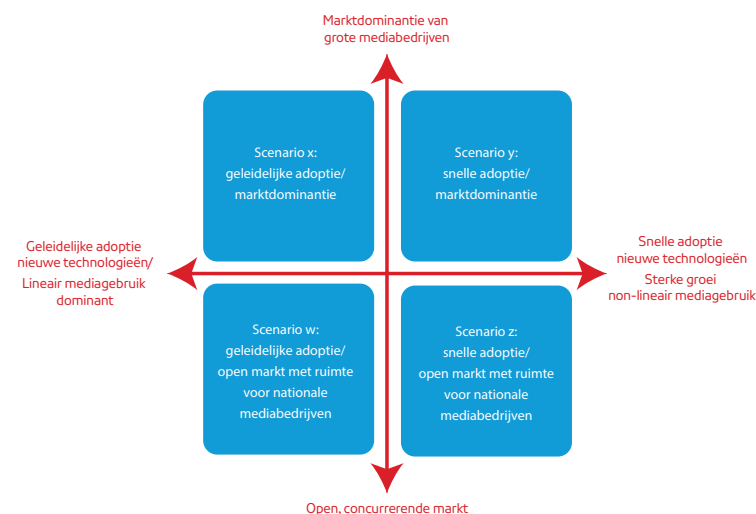 Marktdominantie van
grote mediabedrijven
Scenario x:
geleidelijke adoptie/
marktdominantie
Scenario y:
snelle adoptie/
marktdominantie
Geleidelijke adoptie
nieuwe technologieën/
Lineair mediagebruik
dominant
Snelle adoptie
nieuwe technologieën
Sterke groei
non-lineair mediagebruik
Scenario w:
geleidelijke adoptie/
open markt met ruimte
voor nationale
mediabedrijven
Scenario z:
snelle adoptie/
open markt met ruimte
voor nationale
mediabedrijven
Open, concurrerende markt